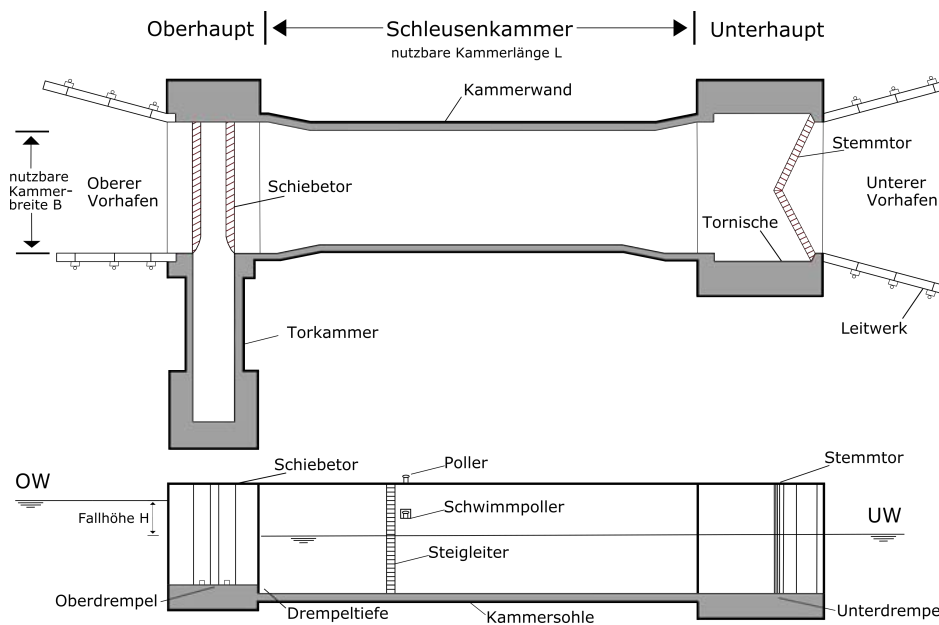 Oberhaupt
Schleusenkammer
Unterhaupt
nutzbare Kammerlänge L
Kammerwand
nutzbare
Kammer-
breite B
Oberer
Vorhafen
Schiebetor
Stemmtor
Unterer
Vorhafen
Tornische
Torkammer
Leitwerk
Schiebetor
Poller
Stemmtor
OW
Fallhöhe H
Schwimmpoller
UW
Steigleiter
Oberdrempel
Drempeltiefe
Kammersohle
Unterdrempel